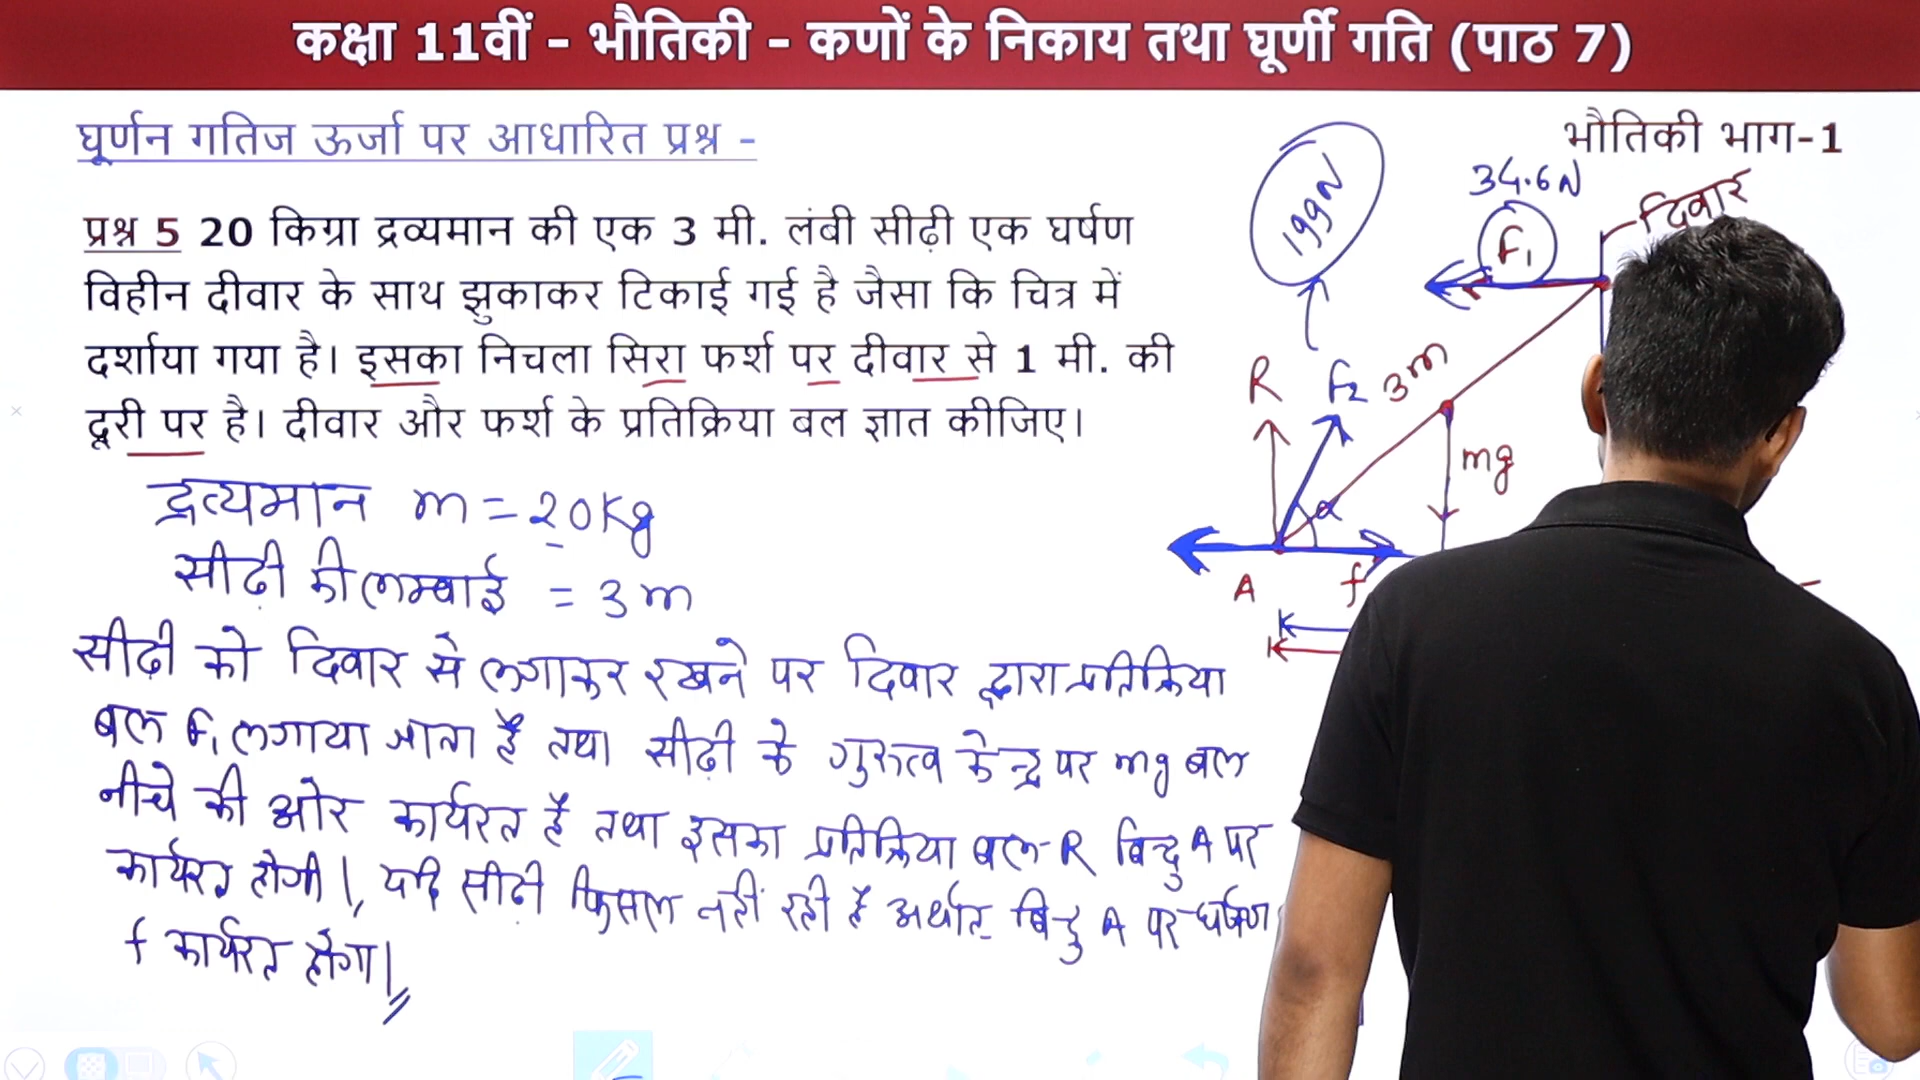 कक्षा 11वीं - भौतिकी - कणों के निकाय तथा घूर्णी गति (पाठ 7)
घूर्णन गतिज ऊर्जा पर आधारित प्रश्न -
भौतिकी भाग-1
प्रश्न 5 20 किग्रा द्रव्यमान की एक 3 मी. लंबी सीढ़ी एक घर्षण
विहीन दीवार के साथ झुकाकर टिकाई गई है जैसा कि चित्र में
दर्शाया गया है। इसका निचला सिरा फर्श पर दीवार से 1 मी. की
दूरी पर है। दीवार और फर्श के प्रतिक्रिया बल ज्ञात कीजिए।
द्रव्यमान m = 20Kg
सीढी की लम्बाई = 3m
सीढी को दिवार से लगाकर रखने पर दिवार द्वारा प्रतिक्रिया
बल F₁ लगाया जाता है तथा सीढी के गुरुत्व केन्द्र पर mg बल
नीचे की ओर कार्यरत है तथा इसका प्रतिक्रिया बल R बिन्दु A पर
कार्यरत होगी। यदि सीढी फिसल नहीं रही है अर्थात बिन्दु A पर घर्षण
f कार्यरत होगा।
199N
34.6N
दिवार
F₁
R
F₂
3m
mg
α
A
f